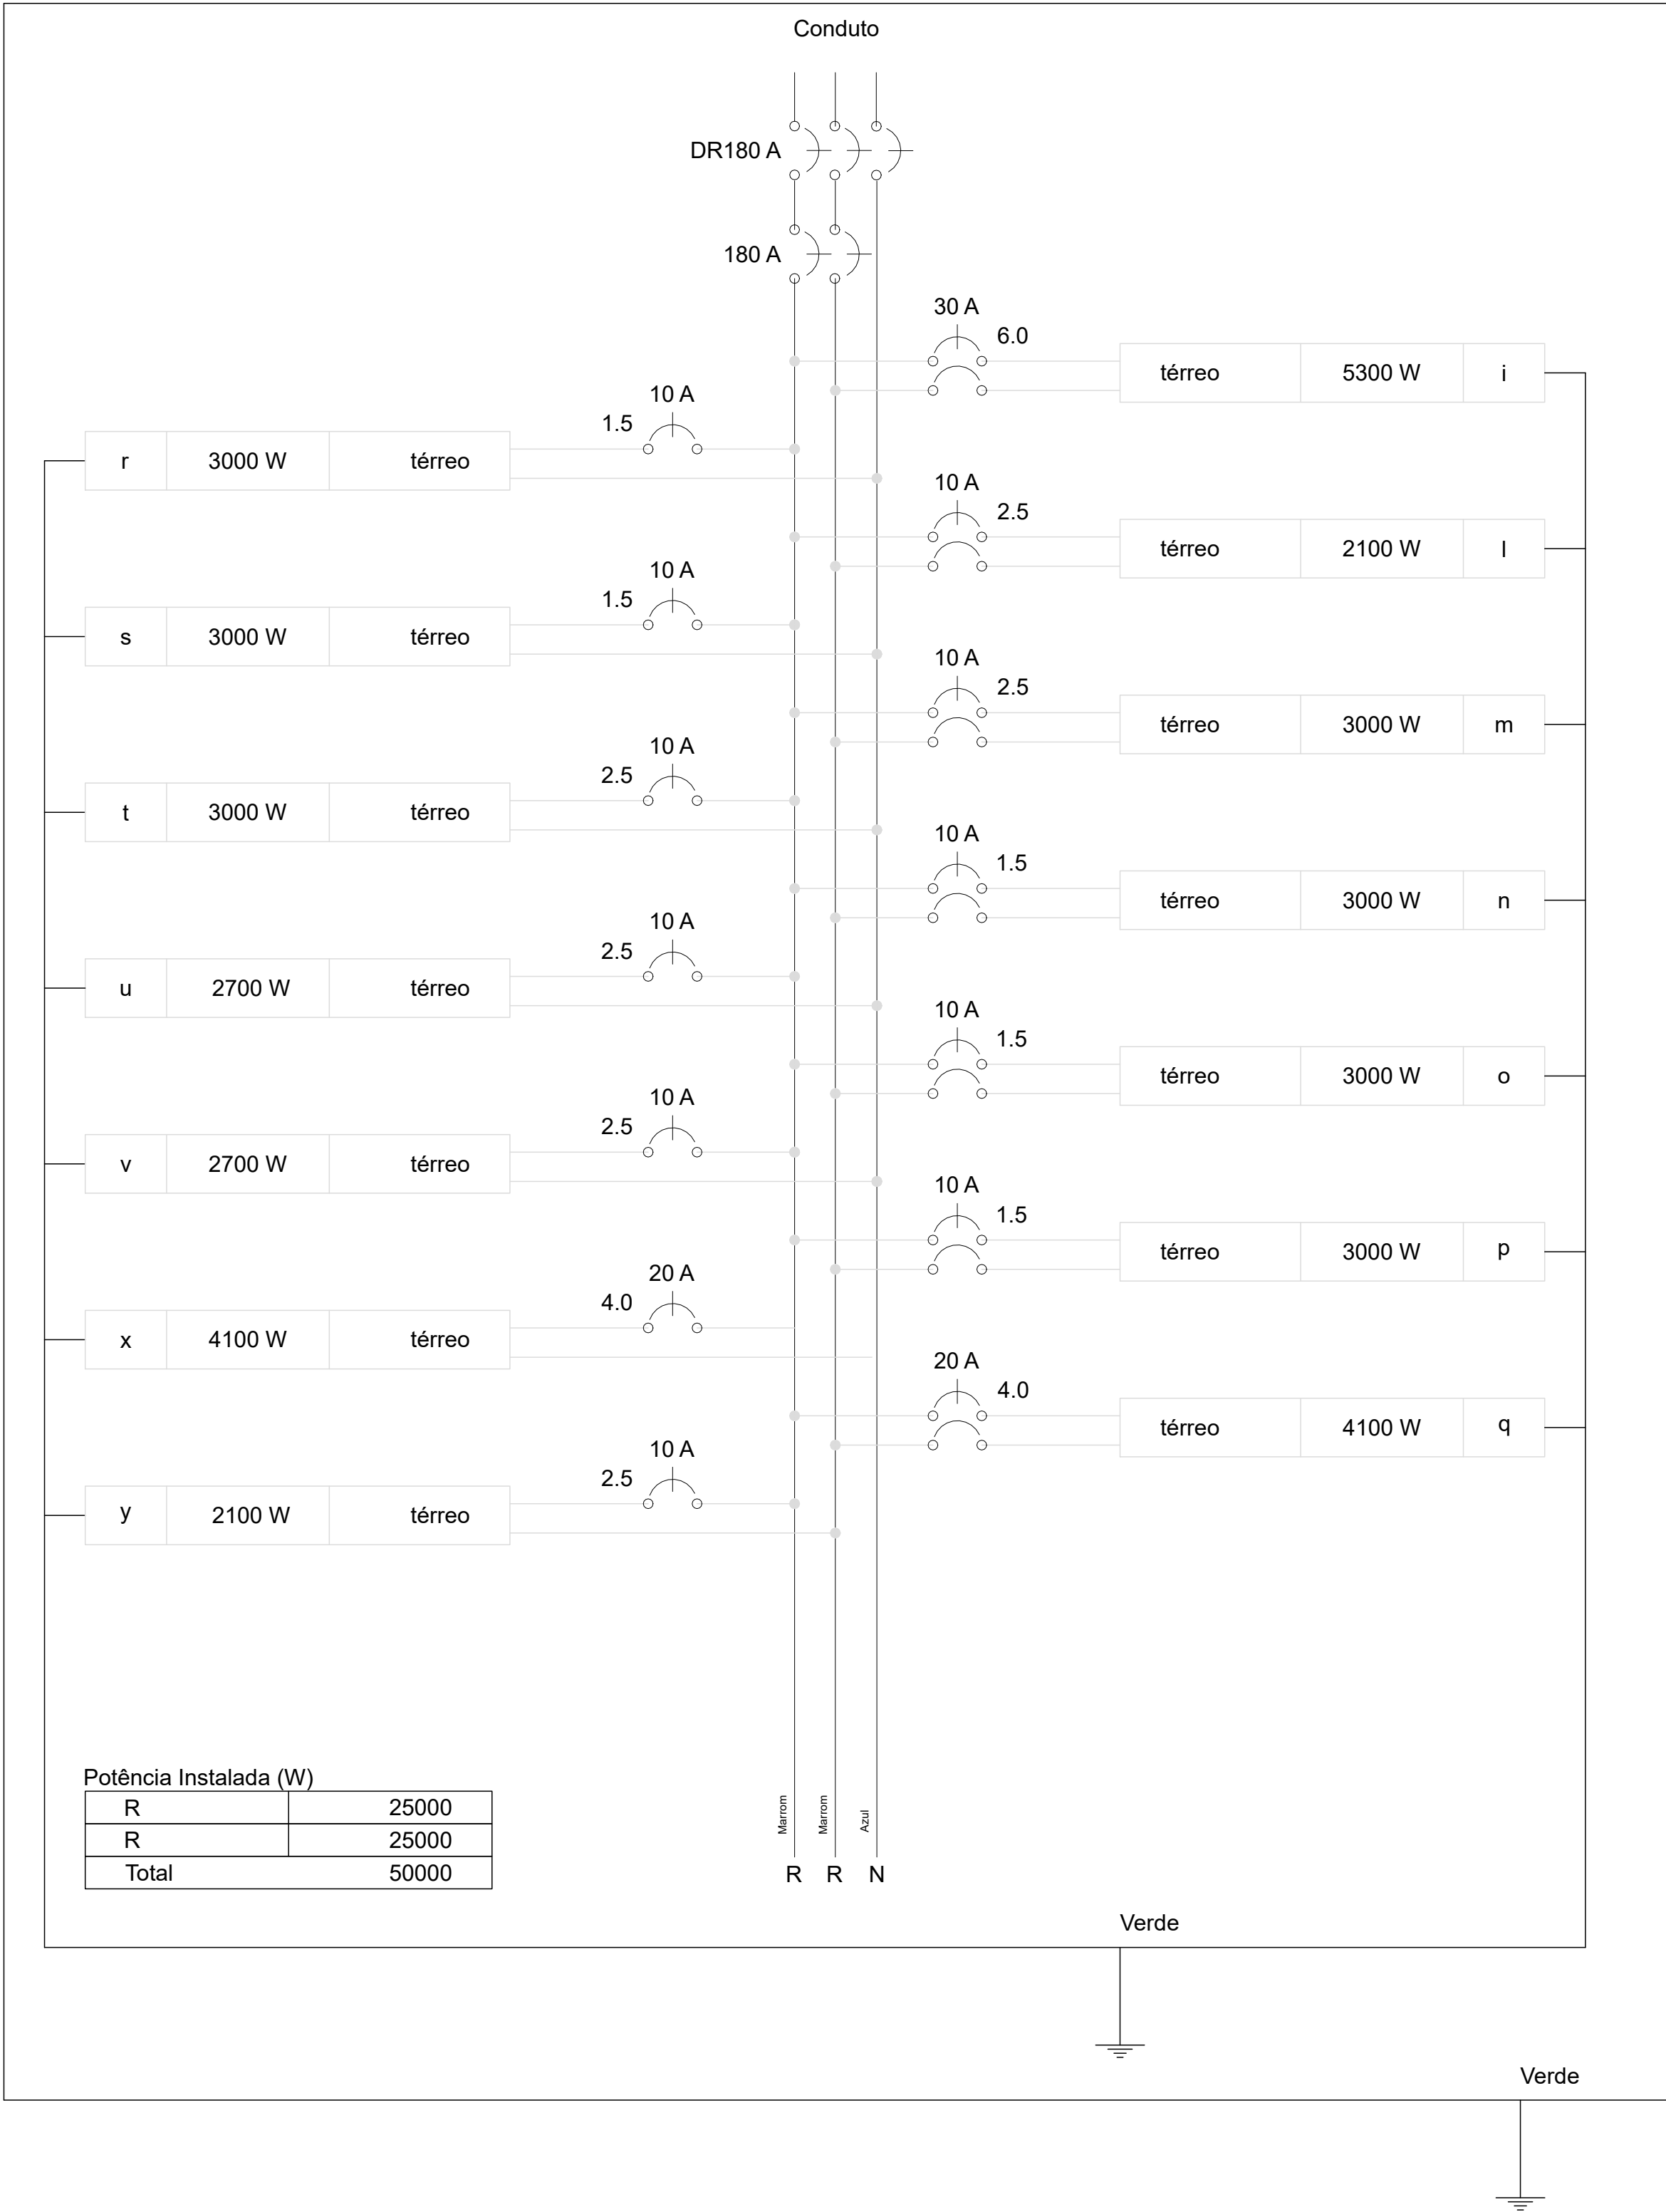 Conduto
DR180 A
180 A
30 A
6.0
térreo 5300 W i
10 A
1.5
r 3000 W térreo
10 A
2.5
térreo 2100 W l
10 A
1.5
s 3000 W térreo
10 A
2.5
térreo 3000 W m
10 A
2.5
t 3000 W térreo
10 A
1.5
térreo 3000 W n
10 A
2.5
u 2700 W térreo
10 A
1.5
térreo 3000 W o
10 A
2.5
v 2700 W térreo
10 A
1.5
térreo 3000 W p
20 A
4.0
x 4100 W térreo
20 A
4.0
térreo 4100 W q
10 A
2.5
y 2100 W térreo
Potência Instalada (W)
R 25000
R 25000
Total 50000
Marrom
Marrom
Azul
R R N
Verde
Verde